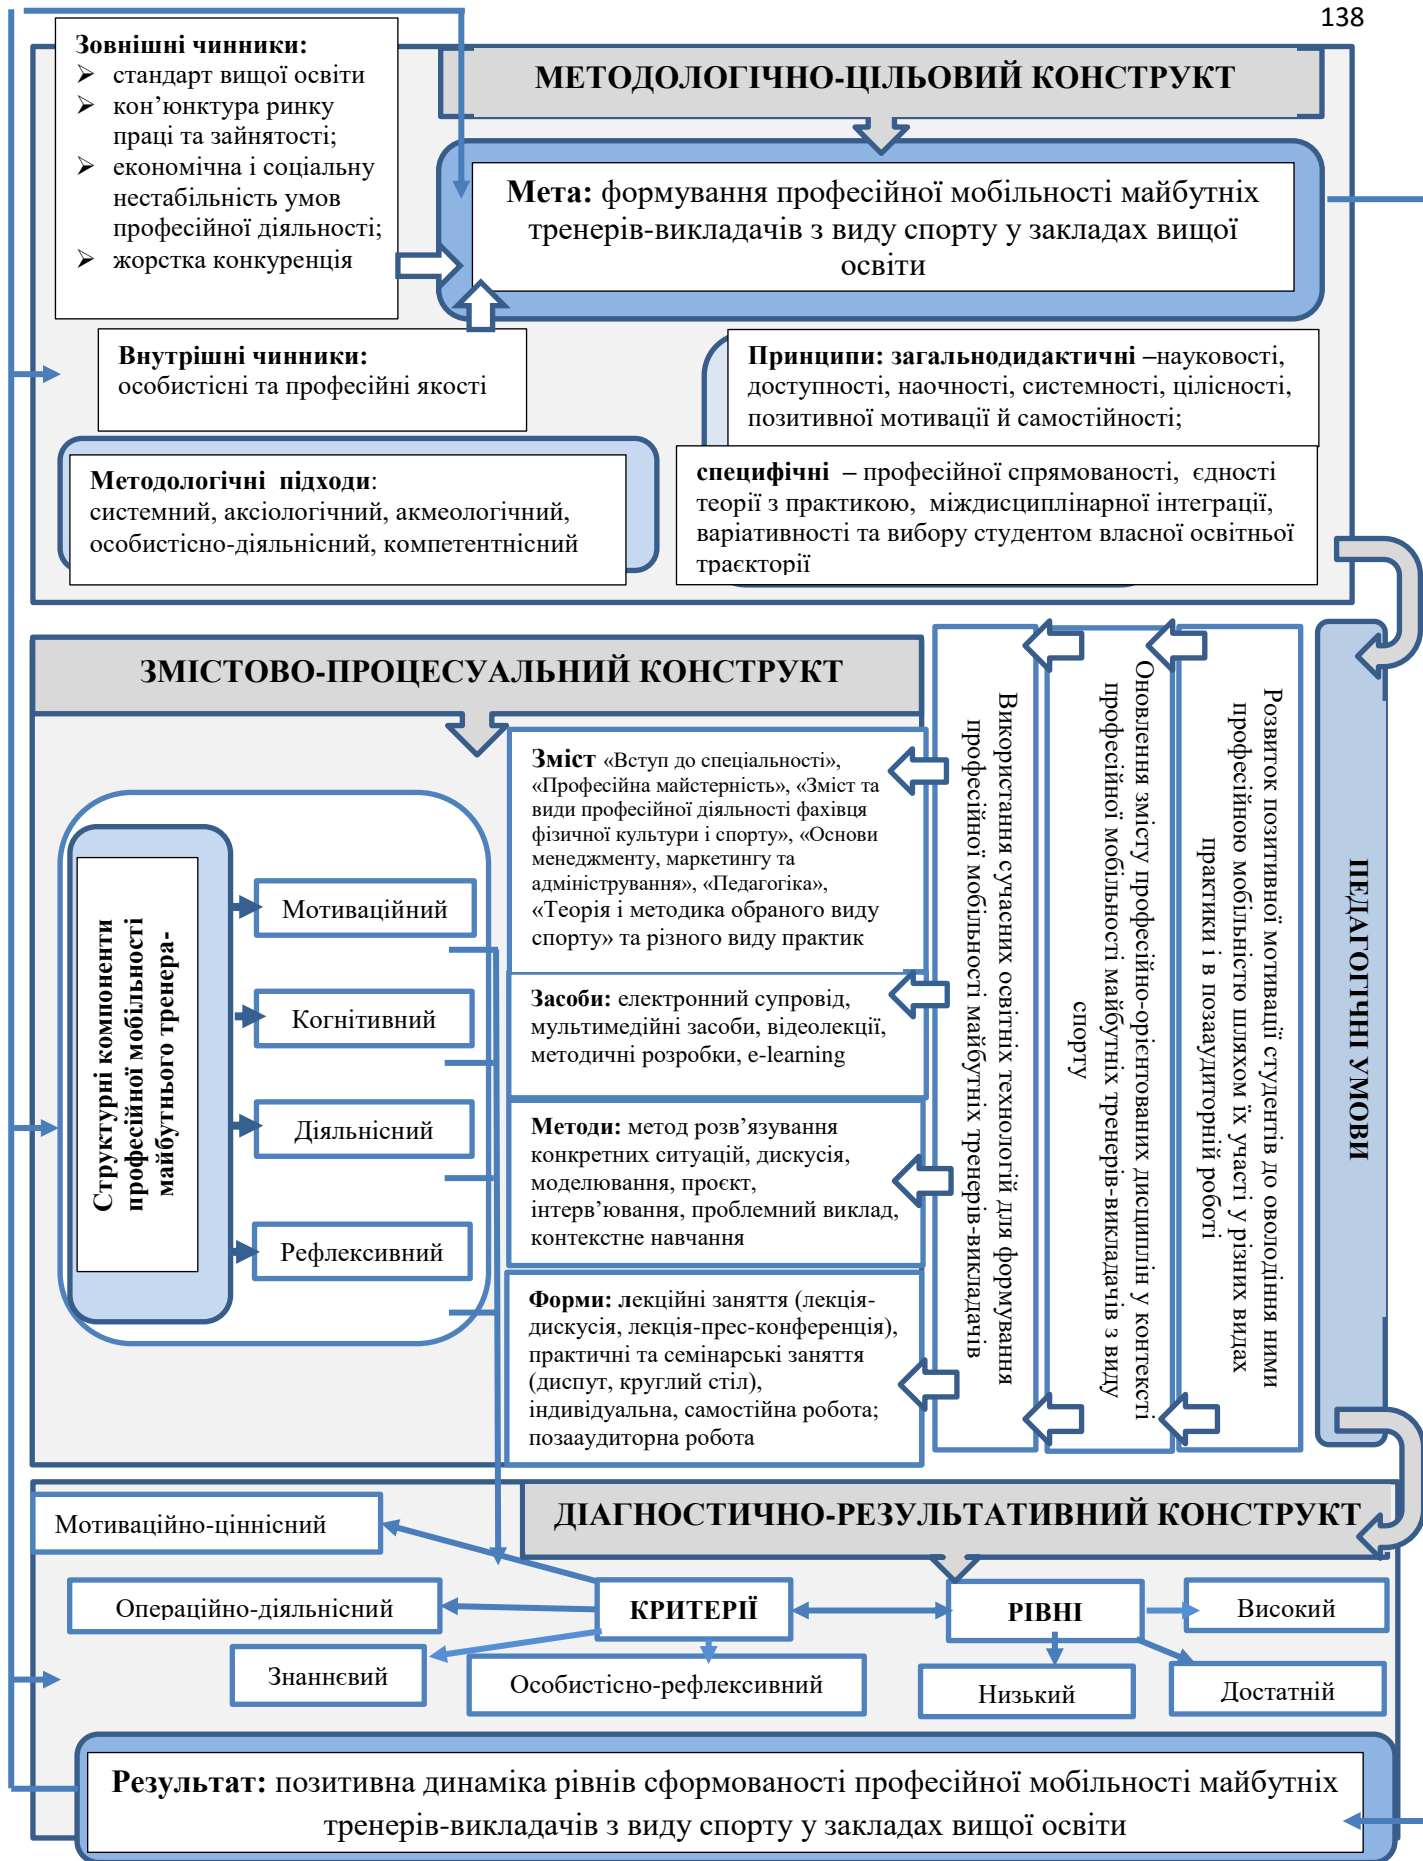 138
Зовнішні чинники:
➢ стандарт вищої освіти
➢ кон’юнктура ринку
праці та зайнятості;
➢ економічна і соціальну
нестабільність умов
професійної діяльності;
➢ жорстка конкуренція
МЕТОДОЛОГІЧНО-ЦІЛЬОВИЙ КОНСТРУКТ
Мета: формування професійної мобільності майбутніх
тренерів-викладачів з виду спорту у закладах вищої
освіти
Внутрішні чинники:
особистісні та професійні якості
Принципи: загальнодидактичні –науковості,
доступності, наочності, системності, цілісності,
позитивної мотивації й самостійності;
Методологічні підходи:
системний, аксіологічний, акмеологічний,
особистісно-діяльнісний, компетентнісний
специфічні – професійної спрямованості, єдності
теорії з практикою, міждисциплінарної інтеграції,
варіативності та вибору студентом власної освітньої
траєкторії
ЗМІСТОВО-ПРОЦЕСУАЛЬНИЙ КОНСТРУКТ
Структурні компоненти
професійної мобільності
майбутнього тренера-
Мотиваційний
Когнітивний
Діяльнісний
Рефлексивний
Зміст «Вступ до спеціальності»,
«Професійна майстерність», «Зміст та
види професійної діяльності фахівця
фізичної культури і спорту», «Основи
менеджменту, маркетингу та
адміністрування», «Педагогіка»,
«Теорія і методика обраного виду
спорту» та різного виду практик
Засоби: електронний супровід,
мультимедійні засоби, відеолекції,
методичні розробки, e-learning
Методи: метод розв’язування
конкретних ситуацій, дискусія,
моделювання, проєкт,
інтерв’ювання, проблемний виклад,
контекстне навчання
Форми: лекційні заняття (лекція-
дискусія, лекція-прес-конференція),
практичні та семінарські заняття
(диспут, круглий стіл),
індивідуальна, самостійна робота;
позааудиторна робота
Використання сучасних освітніх технологій для формування
професійної мобільності майбутніх тренерів-викладачів
Оновлення змісту професійно-орієнтованих дисциплін у контексті
професійної мобільності майбутніх тренерів-викладачів з виду
спорту
Розвиток позитивної мотивації студентів до оволодіння ними
професійною мобільністю шляхом їх участі у різних видах
практики і в позааудиторній роботі
ПЕДАГОГІЧНІ УМОВИ
ДІАГНОСТИЧНО-РЕЗУЛЬТАТИВНИЙ КОНСТРУКТ
Мотиваційно-ціннісний
Операційно-діяльнісний
Знаннєвий
КРИТЕРІЇ
Особистісно-рефлексивний
РІВНІ
Високий
Низький
Достатній
Результат: позитивна динаміка рівнів сформованості професійної мобільності майбутніх
тренерів-викладачів з виду спорту у закладах вищої освіти